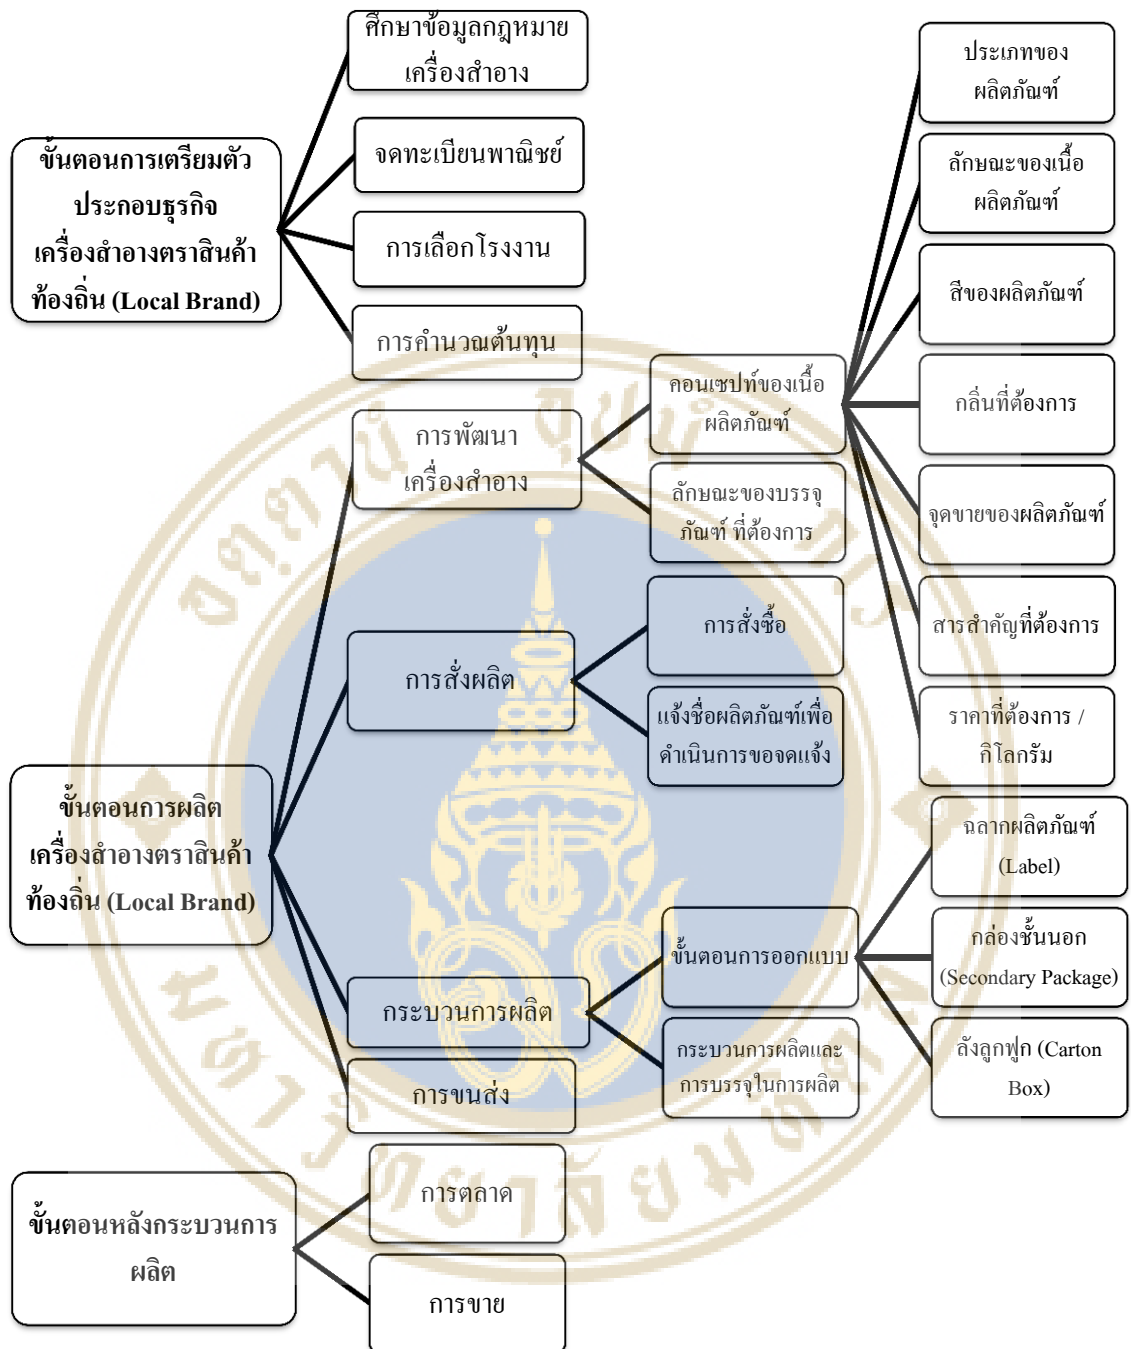 ขั้นตอนการเตรียมตัว
ประกอบธุรกิจ
เครื่องสำอางตราสินค้า
ท้องถิ่น (Local Brand)
ศึกษาข้อมูลกฎหมาย
เครื่องสำอาง
จดทะเบียนพาณิชย์
การเลือกโรงงาน
การคำนวณต้นทุน
ขั้นตอนการผลิต
เครื่องสำอางตราสินค้า
ท้องถิ่น (Local Brand)
การพัฒนา
เครื่องสำอาง
คอนเซปท์ของเนื้อ
ผลิตภัณฑ์
ประเภทของ
ผลิตภัณฑ์
ลักษณะของเนื้อ
ผลิตภัณฑ์
สีของผลิตภัณฑ์
กลิ่นที่ต้องการ
จุดขายของผลิตภัณฑ์
สารสำคัญที่ต้องการ
ราคาที่ต้องการ /
กิโลกรัม
ลักษณะของบรรจุ
ภัณฑ์ ที่ต้องการ
การสั่งผลิต
การสั่งซื้อ
แจ้งชื่อผลิตภัณฑ์เพื่อ
ดำเนินการขอจดแจ้ง
กระบวนการผลิต
ขั้นตอนการออกแบบ
ฉลากผลิตภัณฑ์
(Label)
กล่องชั้นนอก
(Secondary Package)
ลังลูกฟูก (Carton
Box)
กระบวนการผลิตและ
การบรรจุในการผลิต
การขนส่ง
ขั้นตอนหลังกระบวนการ
ผลิต
การตลาด
การขาย
อตฺตานํ อุปมํ กเร
มหาวิทยาลัยมหิดล